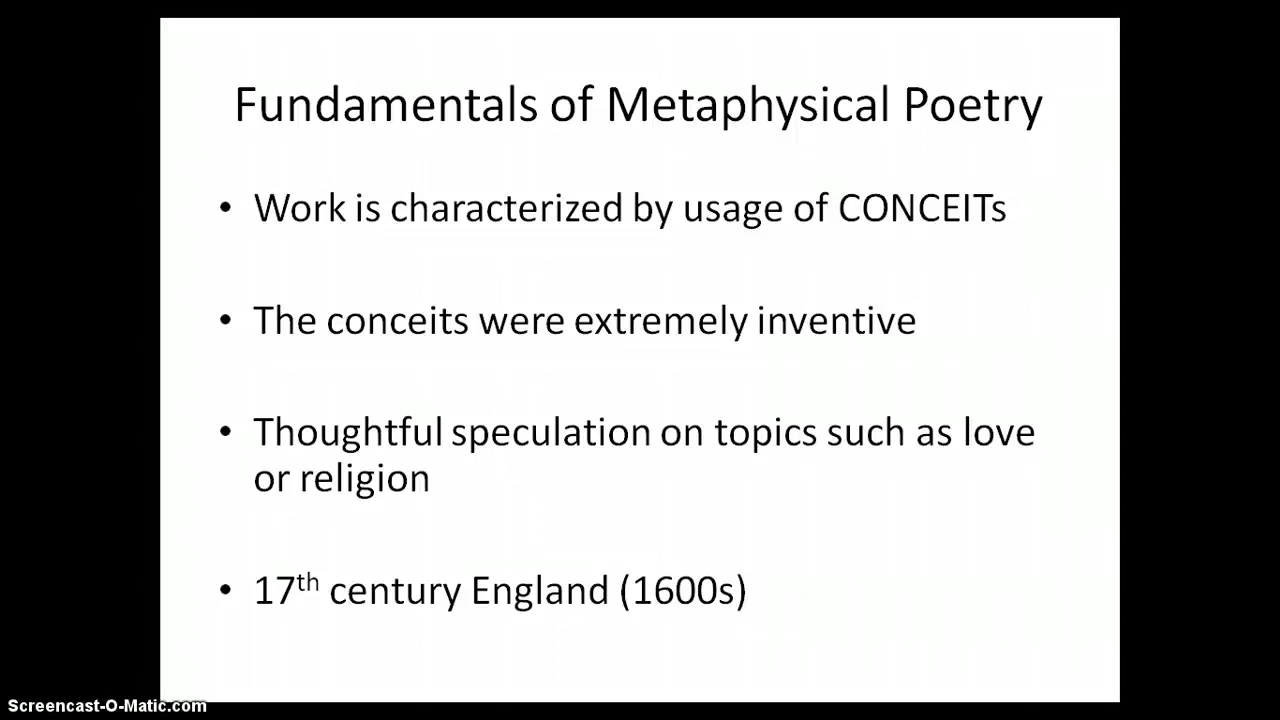 Fundamentals of Metaphysical Poetry
• Work is characterized by usage of CONCEITs
• The conceits were extremely inventive
• Thoughtful speculation on topics such as love
or religion
• 17th century England (1600s)
Screencast-O-Matic.com